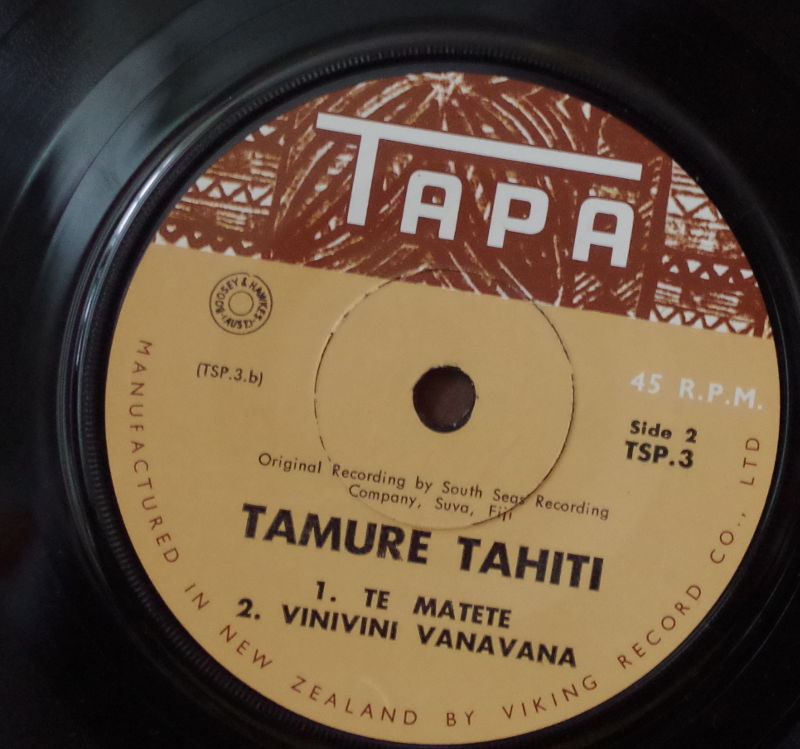 TAPA
BOOSEY & HAWKES
(AUST.)
(TSP.3.b)
45 R.P.M.
Side 2
TSP.3
Original Recording by South Seas Recording
Company, Suva, Fiji
TAMURE TAHITI
1. TE MATETE
2. VINIVINI VANAVANA
MANUFACTURED IN NEW ZEALAND BY VIKING RECORD CO., LTD